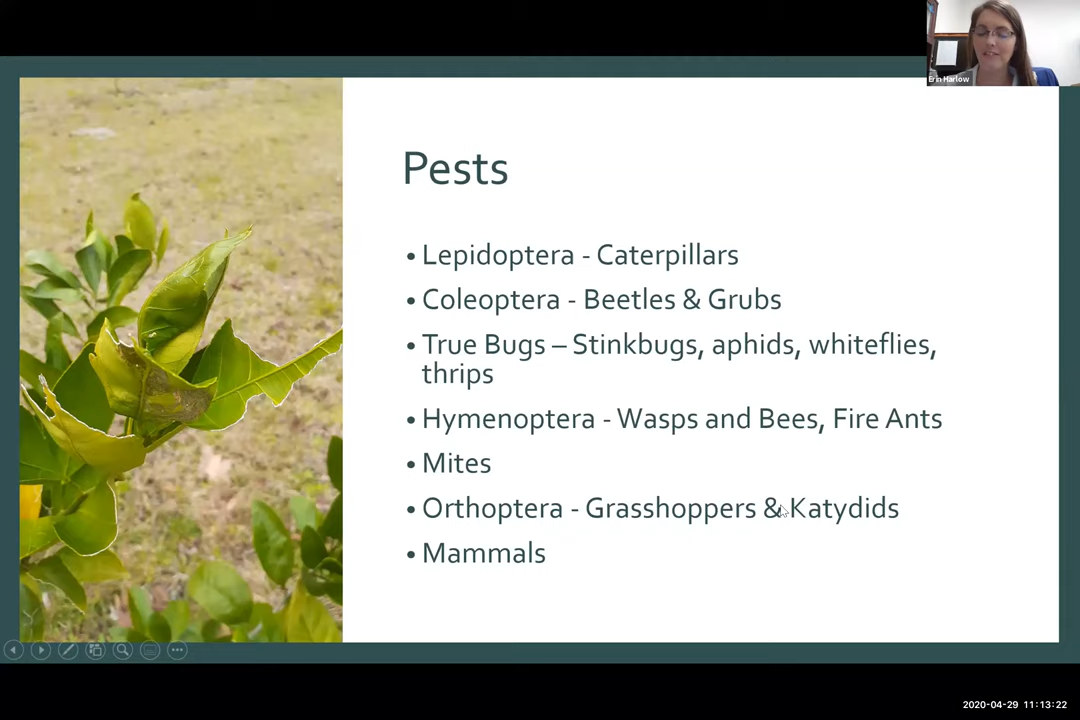 Erin Harlow
Pests
• Lepidoptera - Caterpillars
• Coleoptera - Beetles & Grubs
• True Bugs – Stinkbugs, aphids, whiteflies,
thrips
• Hymenoptera - Wasps and Bees, Fire Ants
• Mites
• Orthoptera - Grasshoppers & Katydids
• Mammals
2020-04-29 11:13:22